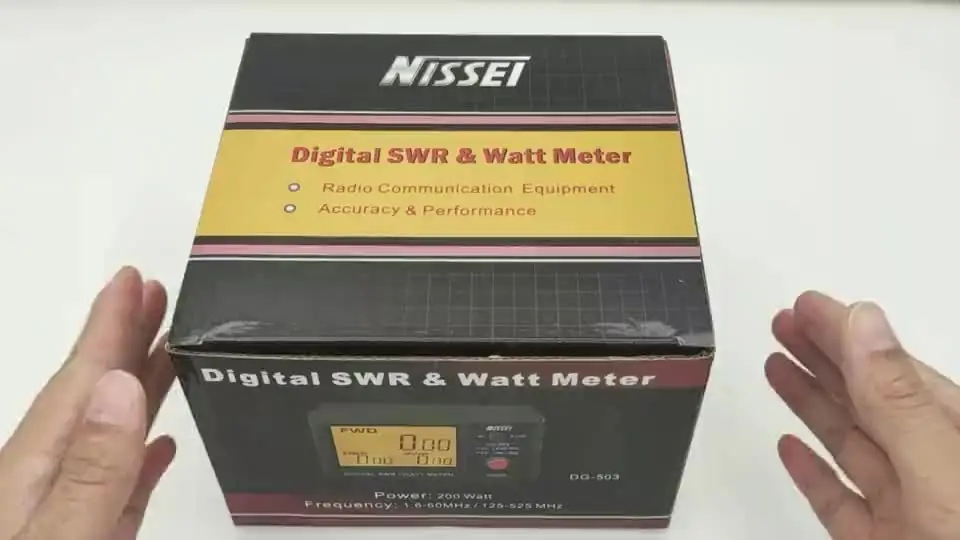 NISSEI
Digital SWR & Watt Meter
Radio Communication Equipment
Accuracy & Performance
Digital SWR & Watt Meter
FWD
NISSEI
0.00
DG-503
Power: 200 Watt
Frequency: 1.6-60MHz / 125-525 MHz